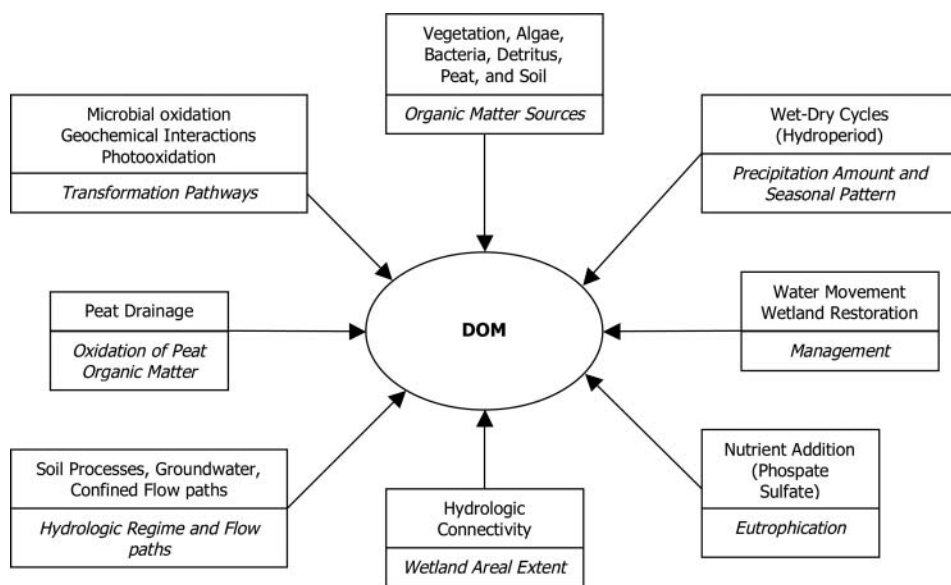 Vegetation, Algae,
Bacteria, Detritus,
Peat, and Soil
Organic Matter Sources
Microbial oxidation
Geochemical Interactions
Photooxidation
Transformation Pathways
Wet-Dry Cycles
(Hydroperiod)
Precipitation Amount and
Seasonal Pattern
Peat Drainage
Oxidation of Peat
Organic Matter
DOM
Water Movement
Wetland Restoration
Management
Soil Processes, Groundwater,
Confined Flow paths
Hydrologic Regime and Flow
paths
Hydrologic
Connectivity
Wetland Areal Extent
Nutrient Addition
(Phospate
Sulfate)
Eutrophication